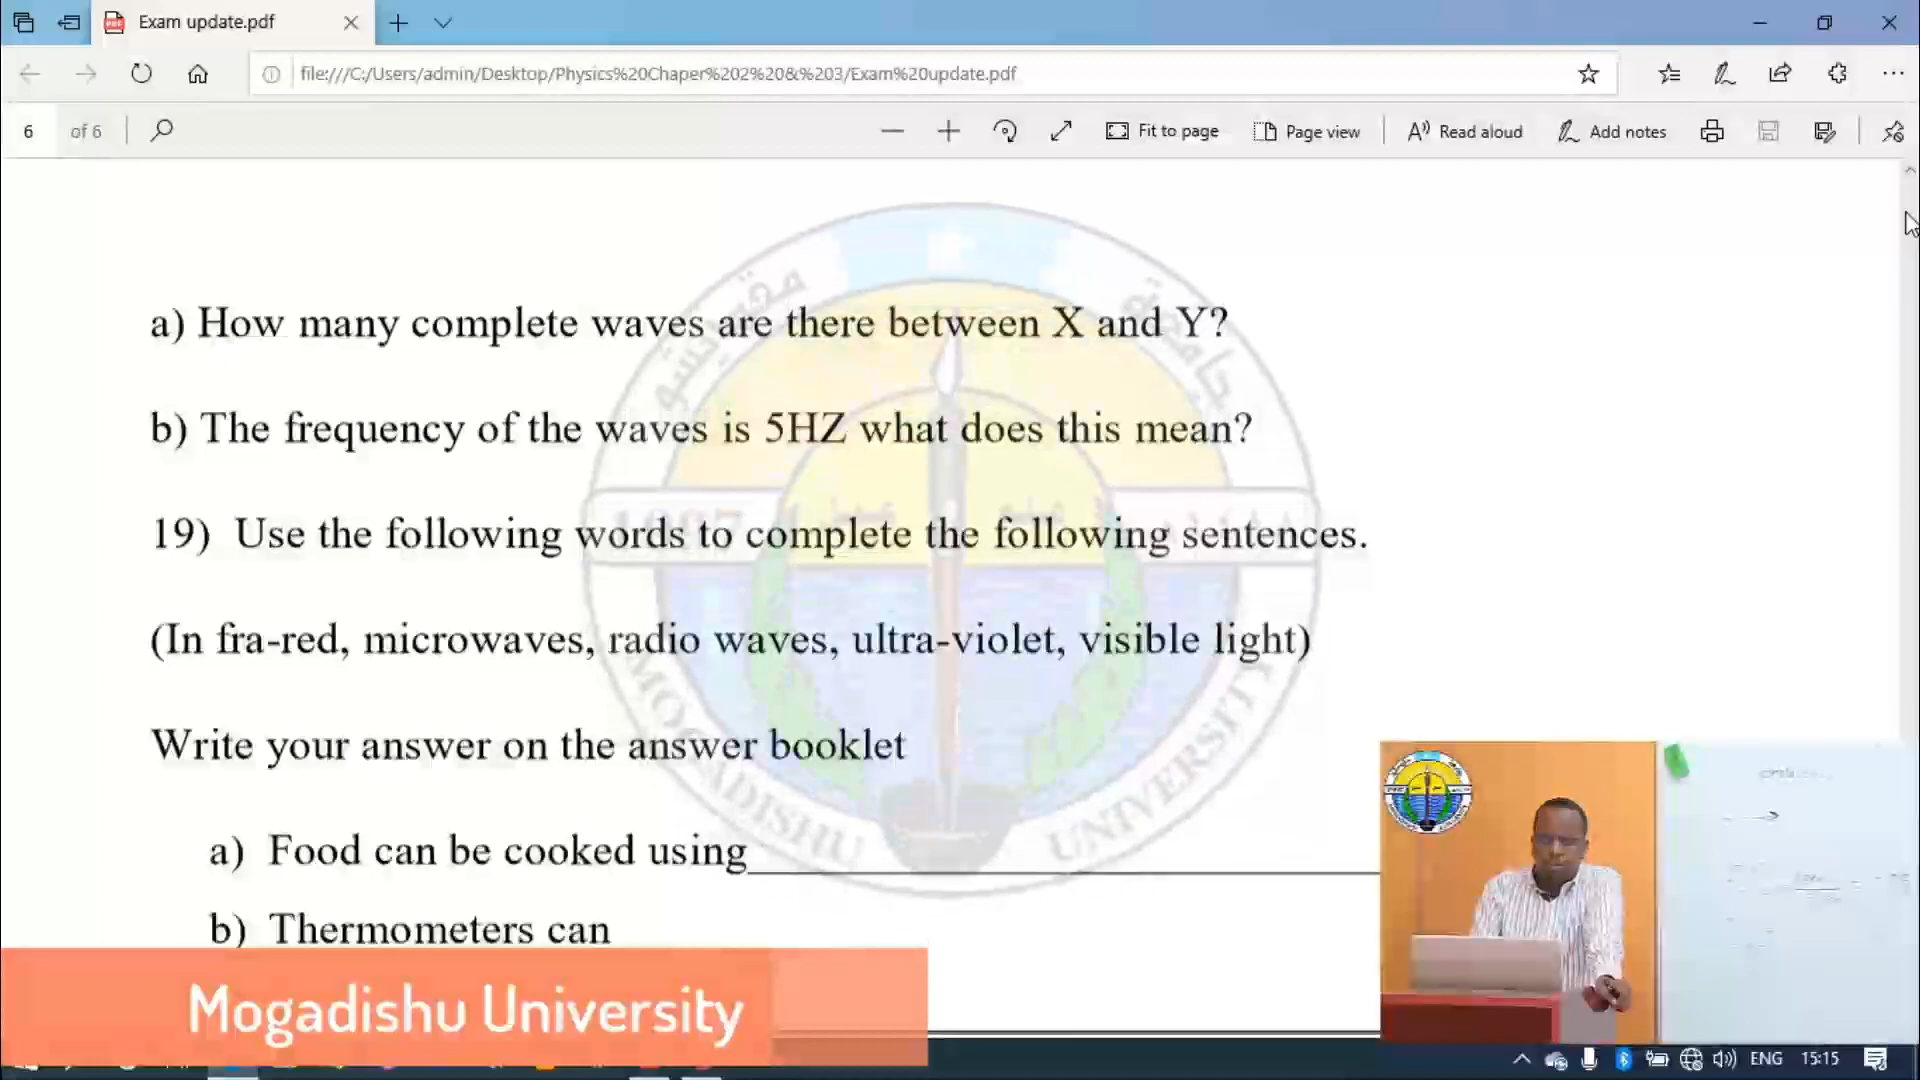 Exam update.pdf
file:///C:/Users/admin/Desktop/Physics%20Chaper%202%20&%203/Exam%20update.pdf
6 of 6
Fit to page
Page view
Read aloud
Add notes
a) How many complete waves are there between X and Y?
b) The frequency of the waves is 5HZ what does this mean?
19) Use the following words to complete the following sentences.
(In fra-red, microwaves, radio waves, ultra-violet, visible light)
Write your answer on the answer booklet
a) Food can be cooked using
b) Thermometers can
MOGADISHU UNIVERSITY
Mogadishu University
ENG 15:15